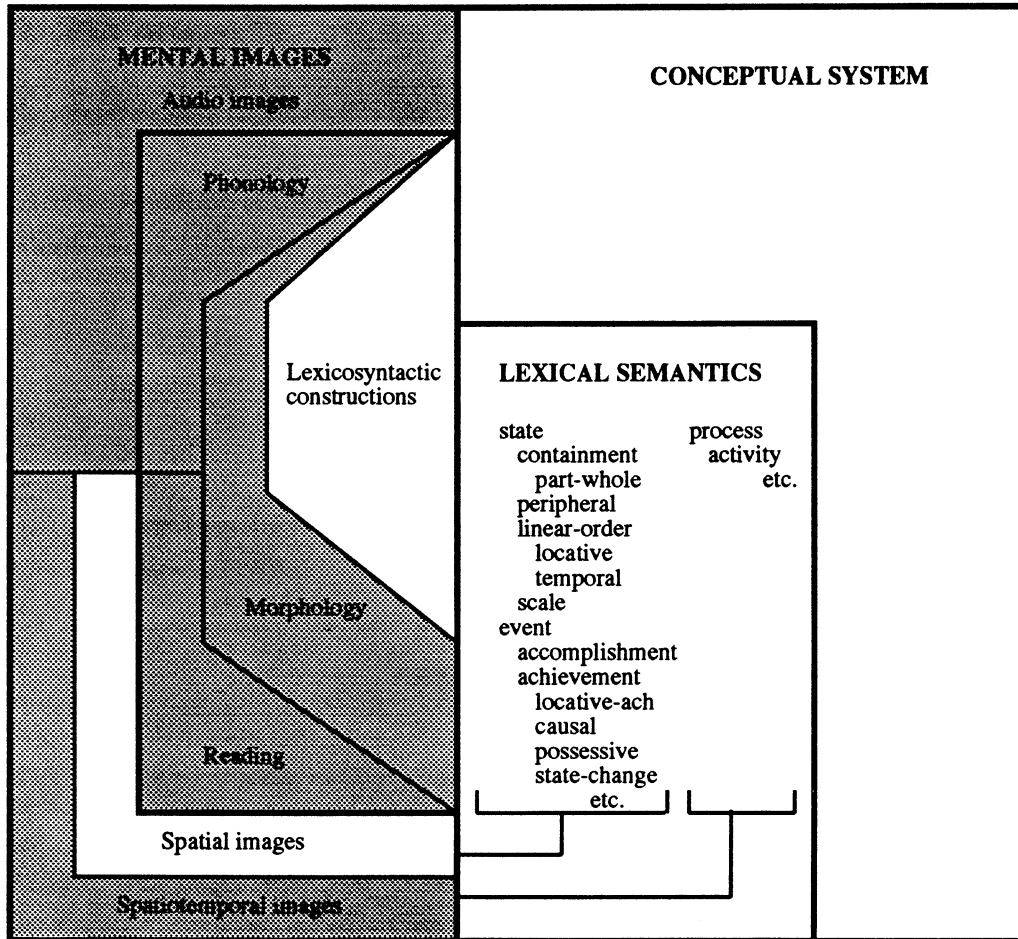 MENTAL IMAGES
Audio images
CONCEPTUAL SYSTEM
Phonology
Lexicosyntactic
constructions
Morphology
Reading
Spatial images
Spatiotemporal images
LEXICAL SEMANTICS
state
containment
part-whole
peripheral
linear-order
locative
temporal
scale
event
accomplishment
achievement
locative-ach
causal
possessive
state-change
etc.
process
activity
etc.